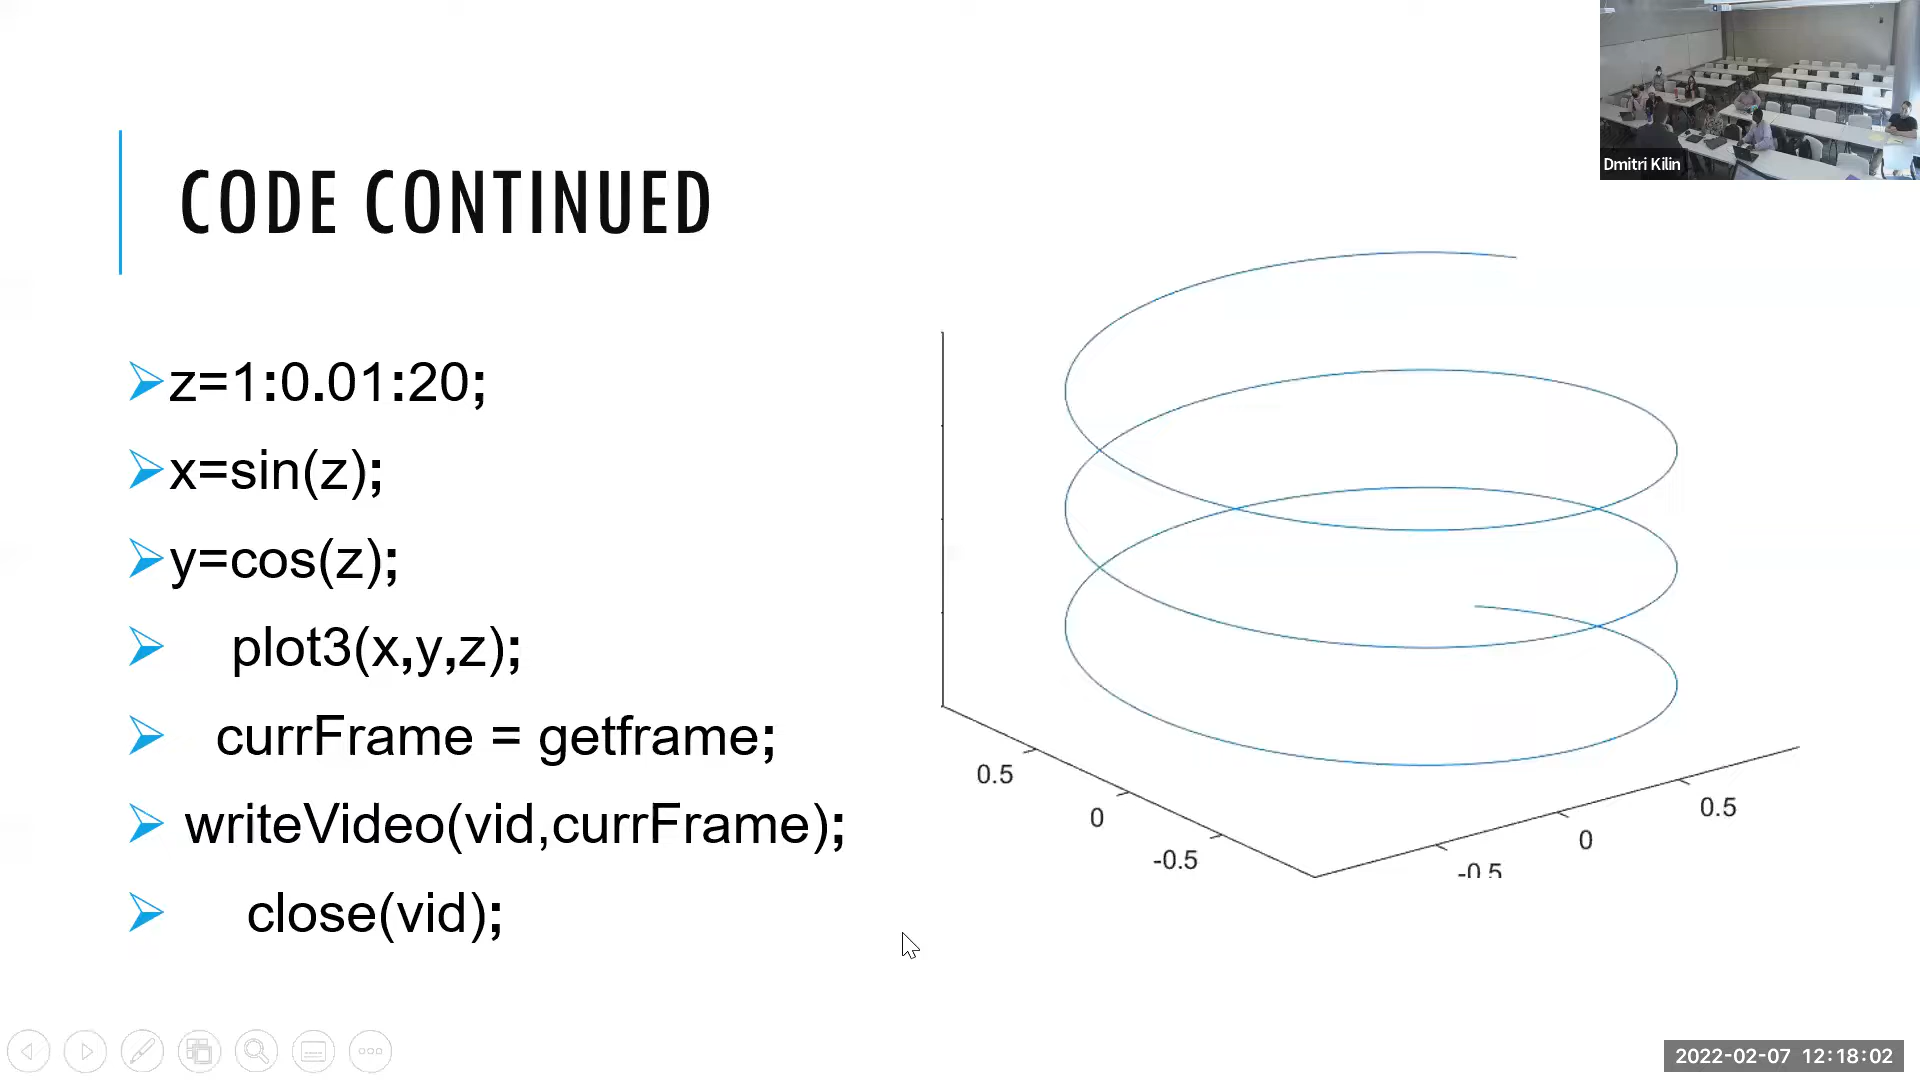 Dmitri Kilin
CODE CONTINUED
z=1:0.01:20;
x=sin(z);
y=cos(z);
plot3(x,y,z);
currFrame = getframe;
writeVideo(vid,currFrame);
close(vid);
0.5
0
-0.5
-0.5
0
0.5
2022-02-07 12:18:02